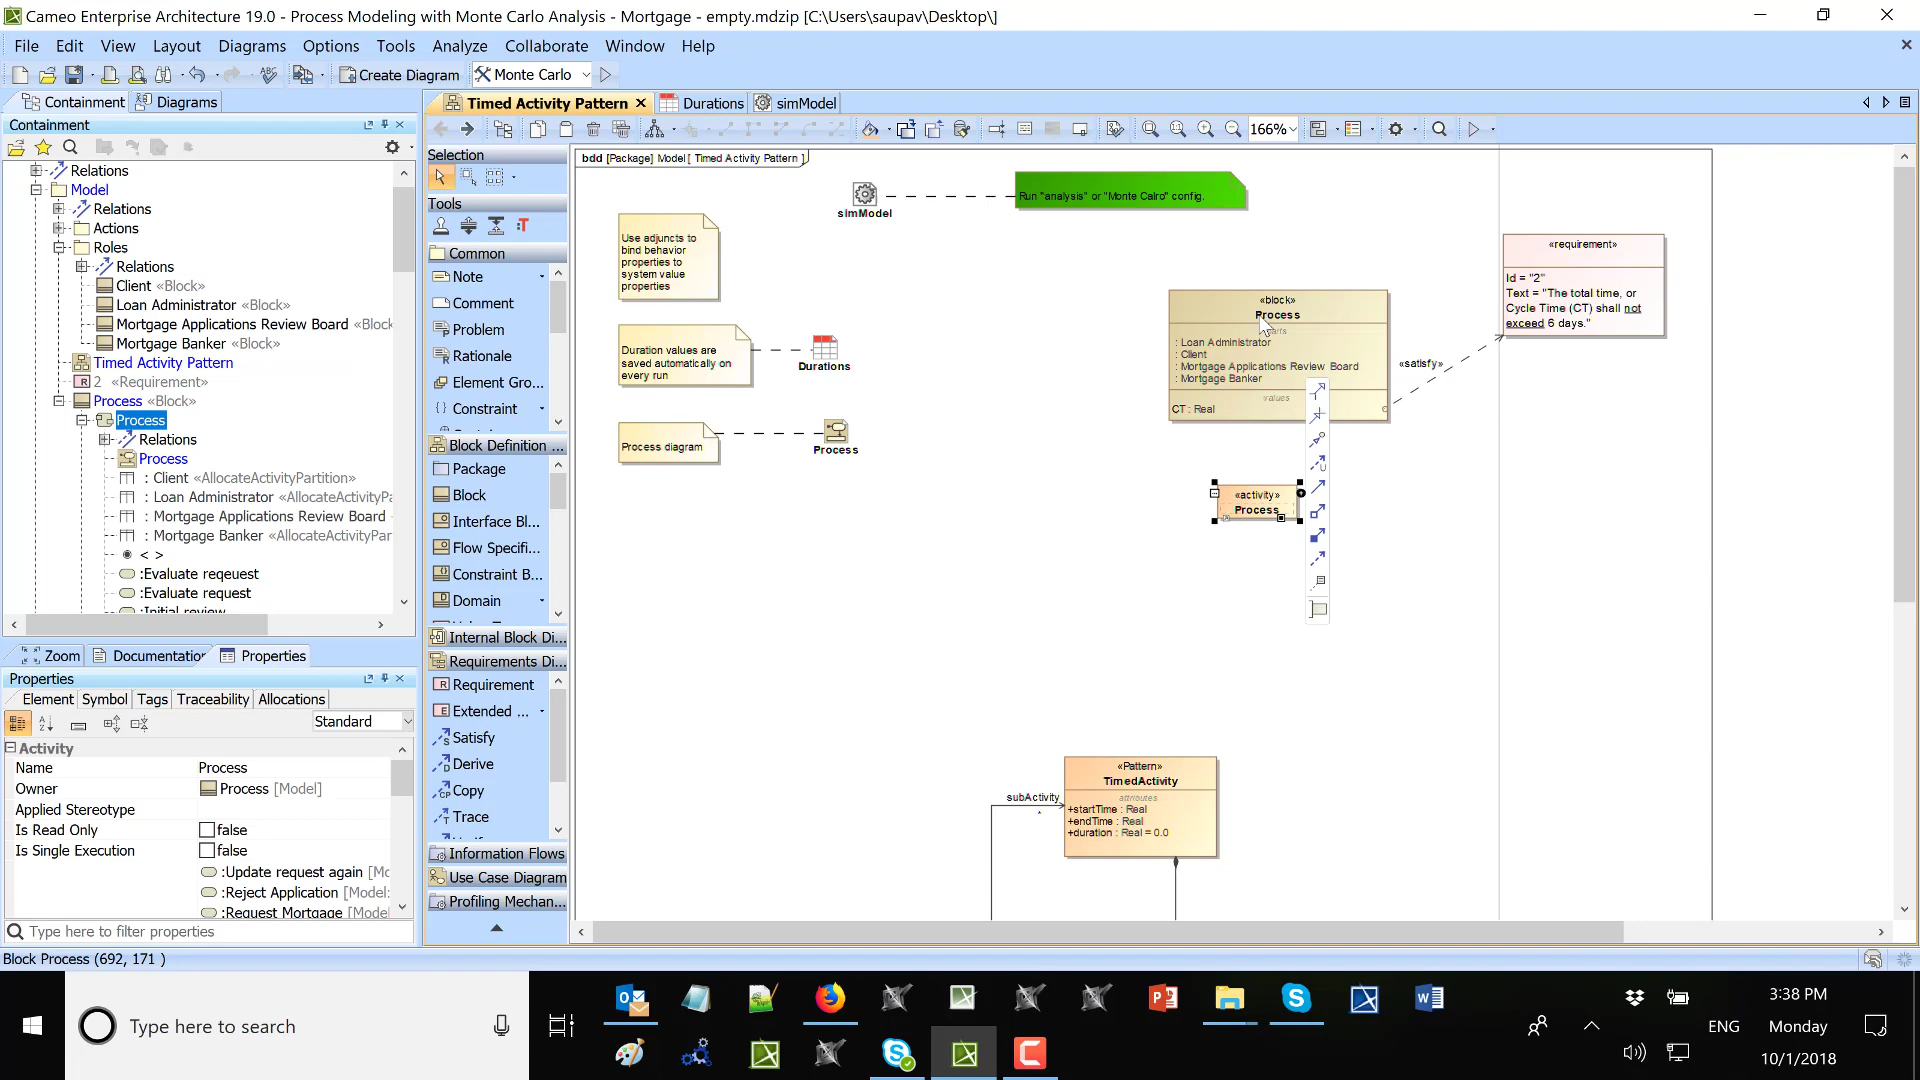 Cameo Enterprise Architecture 19.0 - Process Modeling with Monte Carlo Analysis - Mortgage - empty.mdzip [C:\Users\saupav\Desktop\]
File Edit View Layout Diagrams Options Tools Analyze Collaborate Window Help
Create Diagram Monte Carlo
Containment Diagrams
Containment
Relations
Model
Relations
Actions
Roles
Relations
Client «Block»
Loan Administrator «Block»
Mortgage Applications Review Board «Block
Mortgage Banker «Block»
Timed Activity Pattern
2 «Requirement»
Process «Block»
Process
Relations
Process
: Client «AllocateActivityPartition»
: Loan Administrator «AllocateActivityPa
: Mortgage Applications Review Board «
: Mortgage Banker «AllocateActivityPar
< >
:Evaluate reqeuest
:Evaluate request
:Initial review
Zoom Documentation Properties
Properties
Element Symbol Tags Traceability Allocations
Standard
Activity
Name Process
Owner Process [Model]
Applied Stereotype
Is Read Only false
Is Single Execution false
:Update request again [Mo
:Reject Application [Model:
:Request Mortgage [Model
Type here to filter properties
Block Process (692, 171 )
Timed Activity Pattern Durations simModel
166%
Selection
Tools
Common
Note
Comment
Problem
Rationale
Element Gro...
Constraint
Block Definition ...
Package
Block
Interface Bl...
Flow Specifi...
Constraint B...
Domain
Internal Block Di...
Requirements Di...
Requirement
Extended ...
Satisfy
Derive
Copy
Trace
Information Flows
Use Case Diagram
Profiling Mechan...
bdd [Package] Model [ Timed Activity Pattern ]
simModel
Run "analysis" or "Monte Calro" config.
Use adjuncts to
bind behavior
properties to
system value
properties
Duration values are
saved automatically on
every run
Durations
Process diagram
Process
«block»
Process
parts
: Loan Administrator
: Client
: Mortgage Applications Review Board
: Mortgage Banker
values
CT : Real
«satisfy»
«requirement»
Id = "2"
Text = "The total time, or
Cycle Time (CT) shall not
exceed 6 days."
«activity»
Process
subActivity
*
«Pattern»
TimedActivity
attributes
+startTime : Real
+endTime : Real
+duration : Real = 0.0
Type here to search
ENG
3:38 PM
Monday
10/1/2018